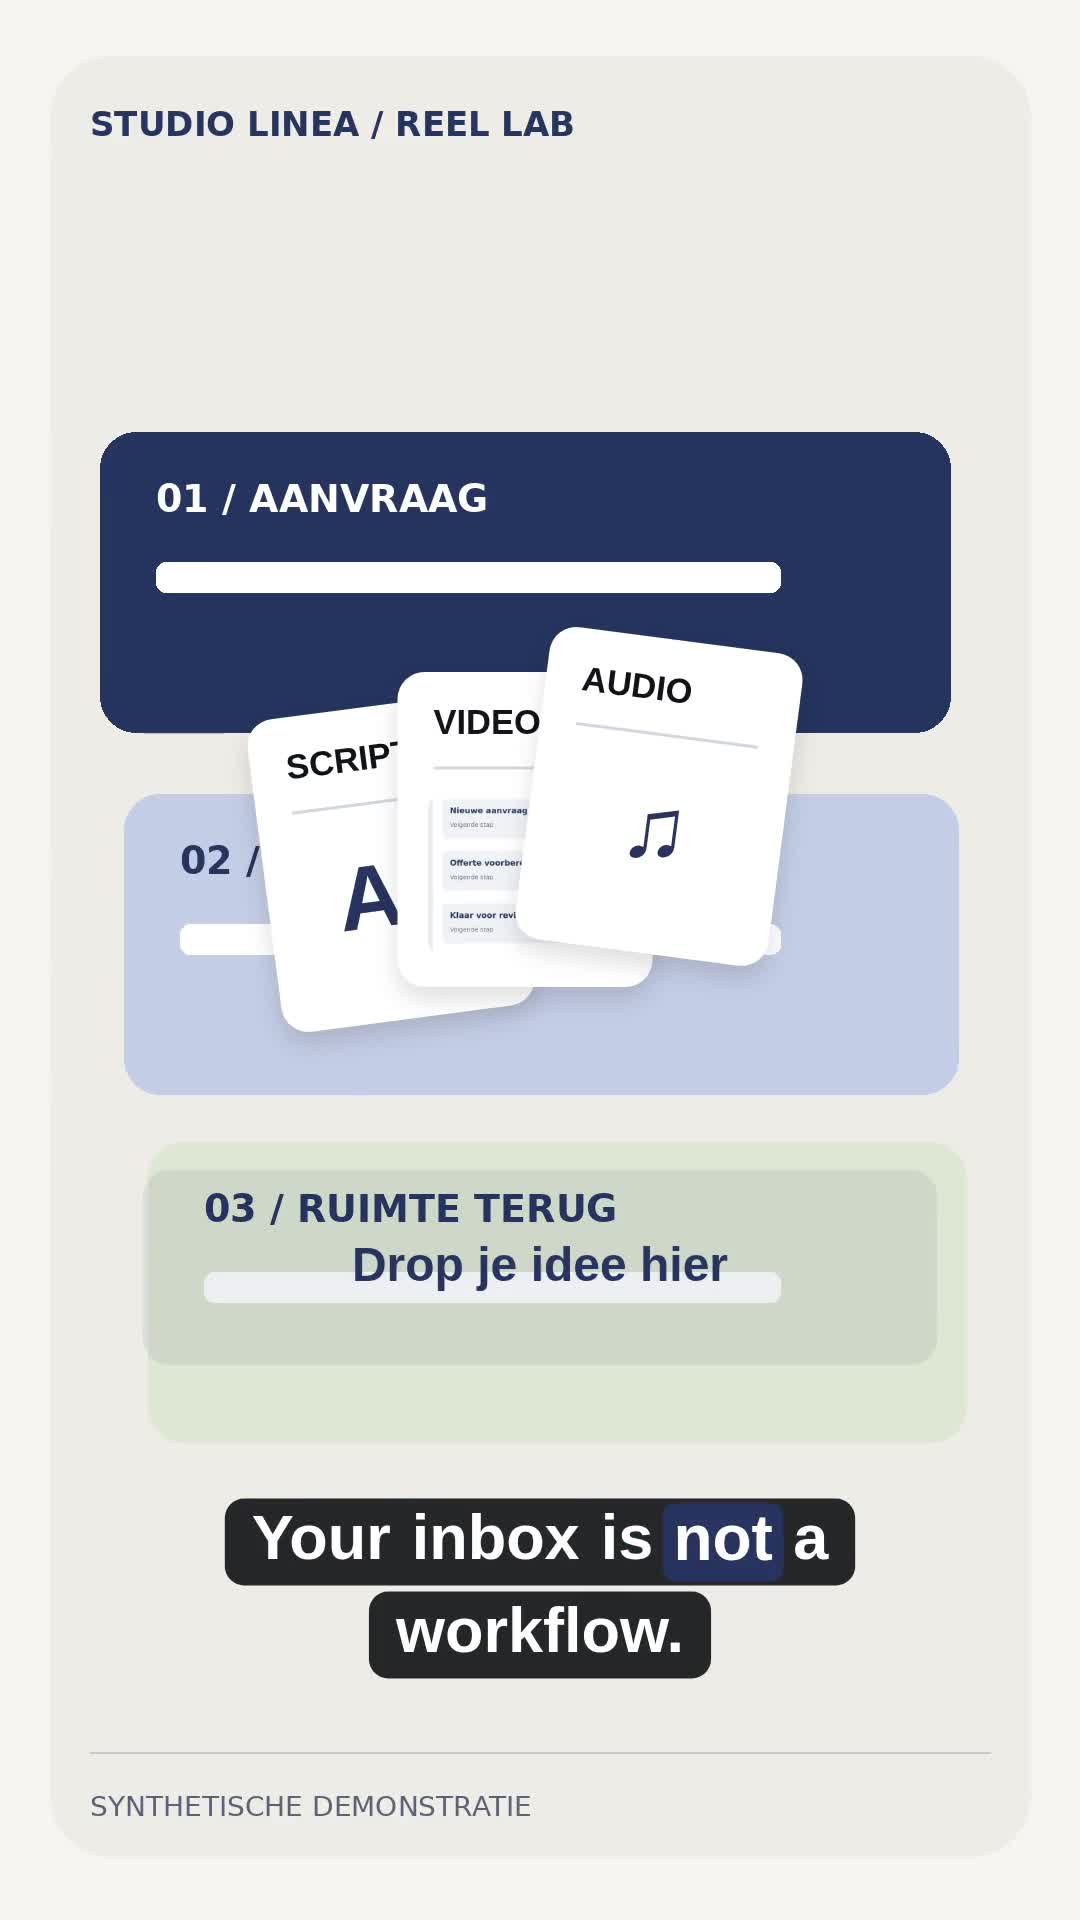 STUDIO LINEA / REEL LAB
01 / AANVRAAG
AUDIO
VIDEO
SCRIPT
02 /
A
Nieuwe aanvraag
Volgende stap
Offerte voorbere
Volgende stap
Klaar voor revi
Volgende stap
03 / RUIMTE TERUG
Drop je idee hier
Your inbox is not a
workflow.
SYNTHETISCHE DEMONSTRATIE